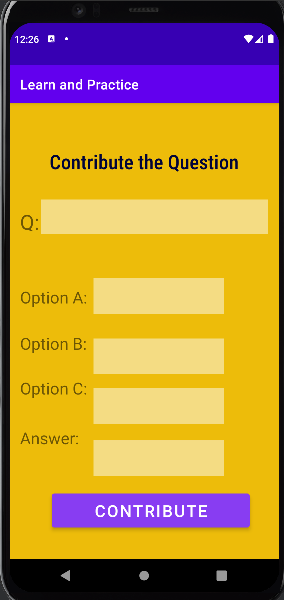 12:26
Learn and Practice
Contribute the Question
Q:
Option A:
Option B:
Option C:
Answer:
CONTRIBUTE